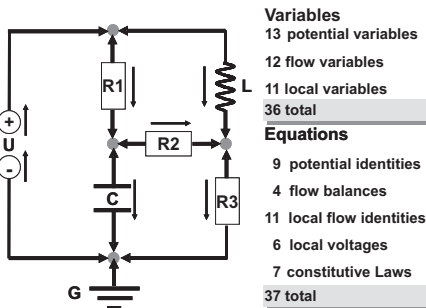 R1
L
+
U
-
R2
C
R3
G
Variables
13 potential variables
12 flow variables
11 local variables
36 total
Equations
9 potential identities
4 flow balances
11 local flow identities
6 local voltages
7 constitutive Laws
37 total